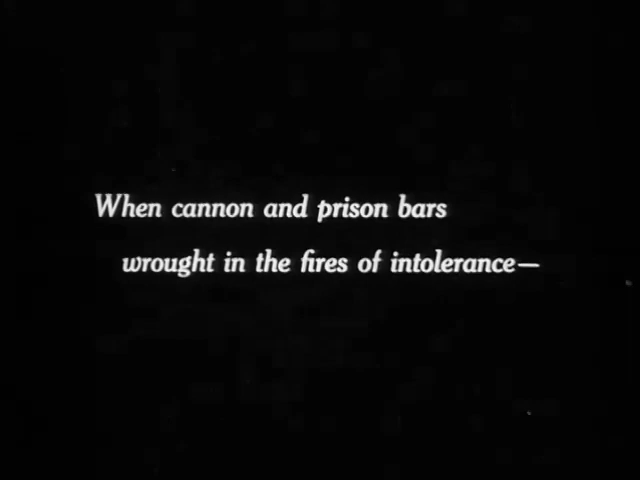 When cannon and prison bars
wrought in the fires of intolerance—